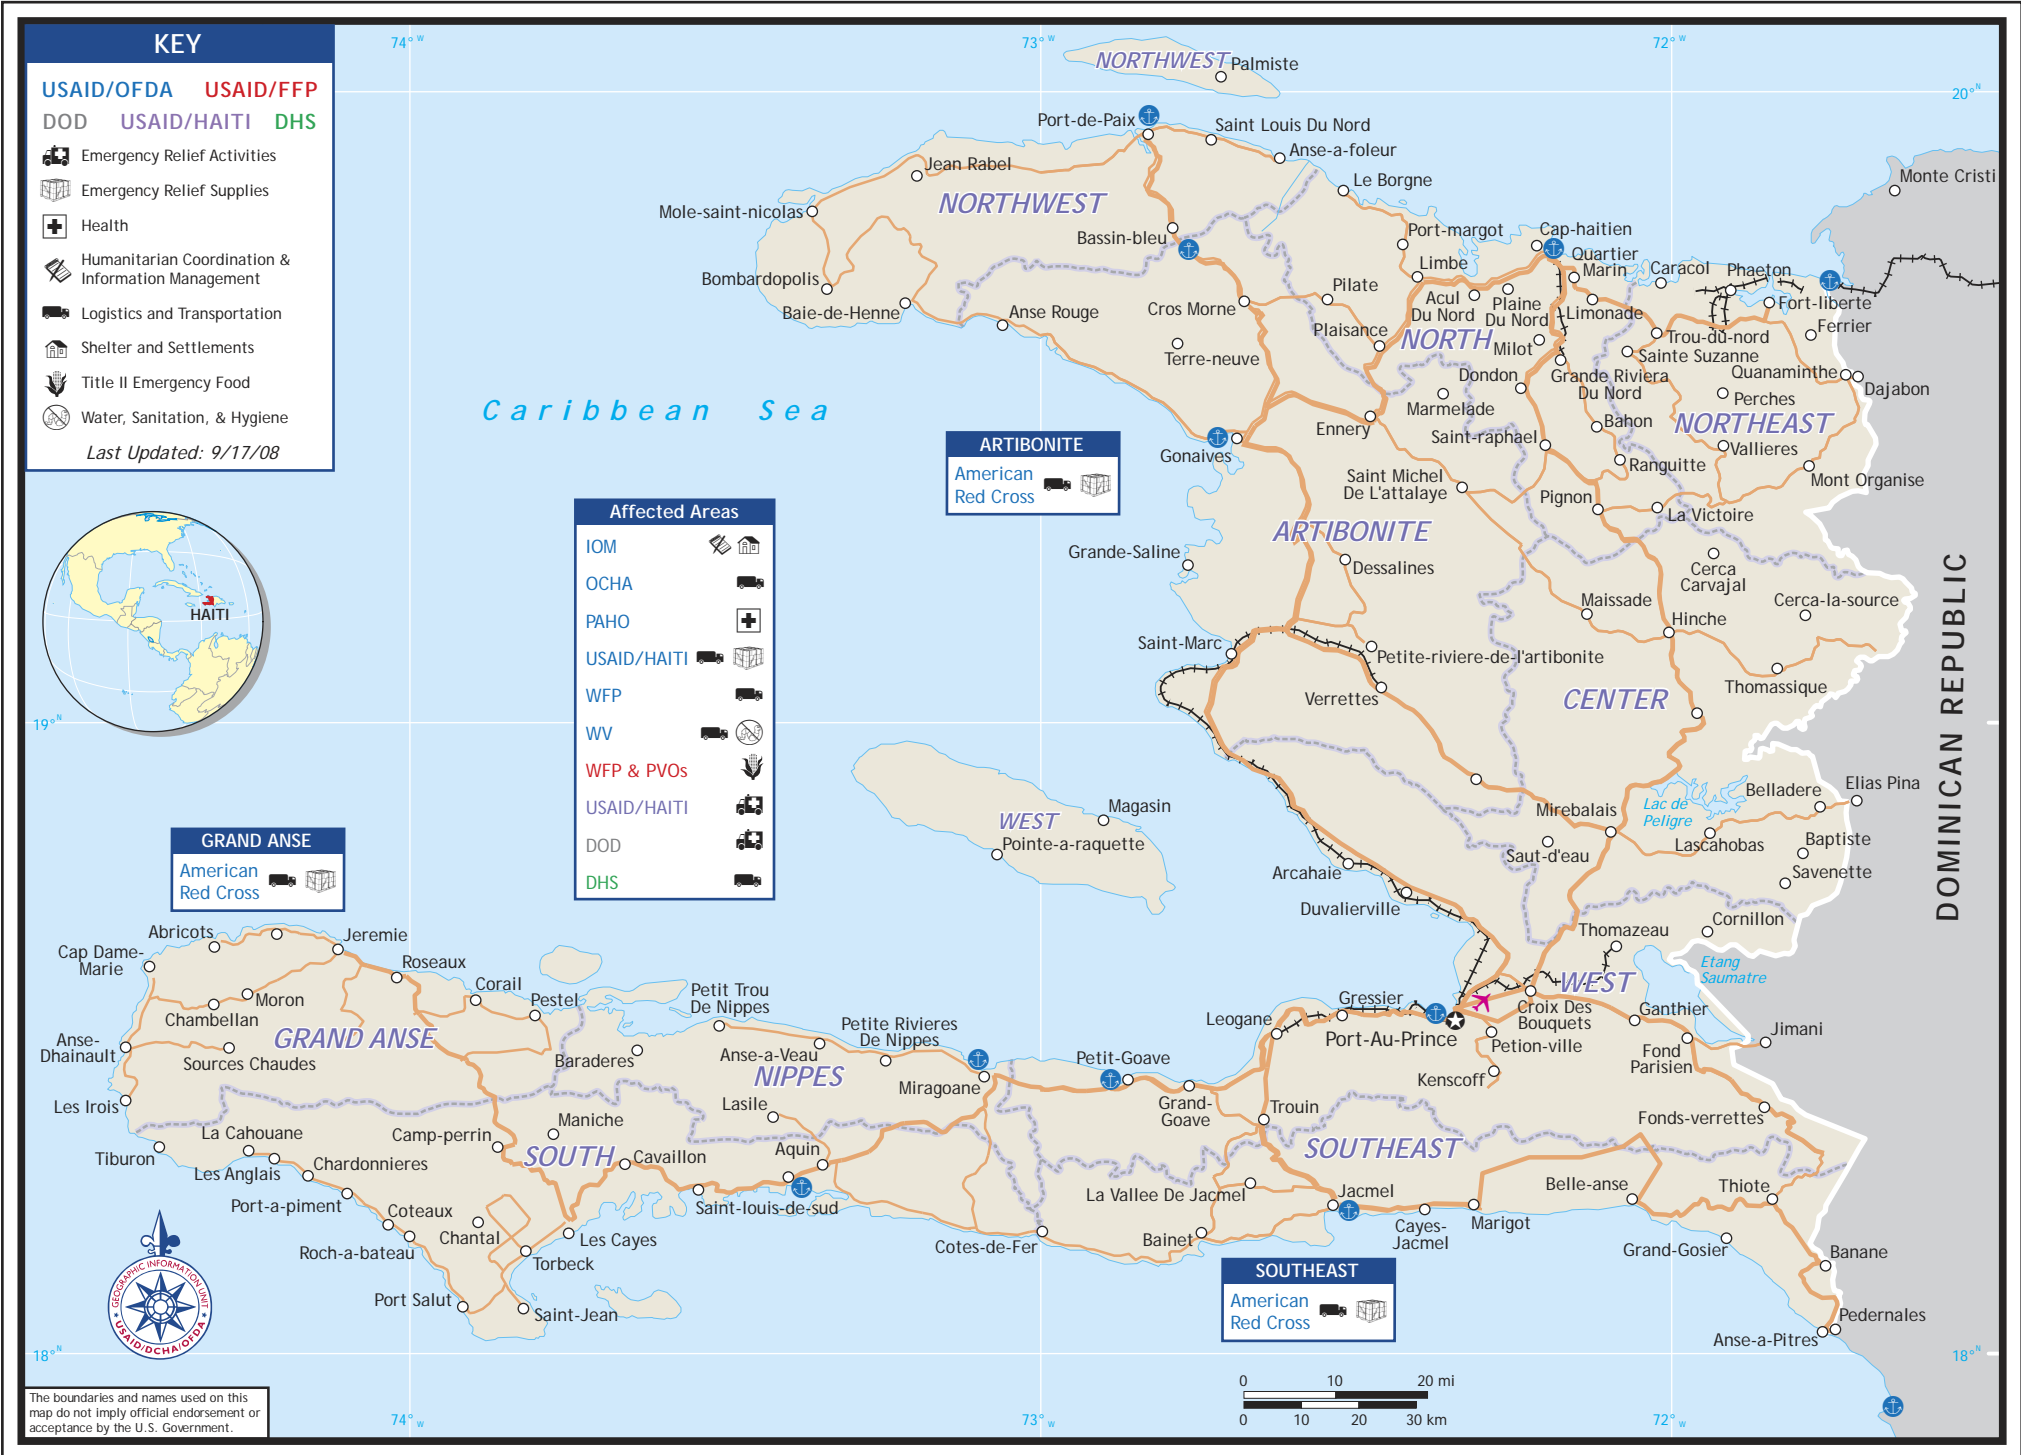 KEY
USAID/OFDA USAID/FFP
DOD USAID/HAITI DHS
Emergency Relief Activities
Emergency Relief Supplies
Health
Humanitarian Coordination &
Information Management
Logistics and Transportation
Shelter and Settlements
Title II Emergency Food
Water, Sanitation, & Hygiene
Last Updated: 9/17/08
74°W
73°W
72°W
20°N
19°N
18°N
18°N
74°W
73°W
72°W
HAITI
Caribbean Sea
DOMINICAN REPUBLIC
ARTIBONITE
American
Red Cross
Affected Areas
IOM
OCHA
PAHO
USAID/HAITI
WFP
WV
WFP & PVOs
USAID/HAITI
DOD
DHS
GRAND ANSE
American
Red Cross
SOUTHEAST
American
Red Cross
NORTHWEST
Palmiste
Port-de-Paix
Saint Louis Du Nord
Anse-a-foleur
Jean Rabel
Le Borgne
Monte Cristi
NORTHWEST
Mole-saint-nicolas
Bassin-bleu
Port-margot
Cap-haitien
Quartier
Marin
Limbe
Caracol
Phaeton
Bombardopolis
Pilate
Acul
Du Nord
Plaine
Du Nord
Limonade
Fort-liberte
Baie-de-Henne
Anse Rouge
Cros Morne
Plaisance
NORTH
Milot
Trou-du-nord
Ferrier
Terre-neuve
Sainte Suzanne
Dondon
Grande Riviera
Du Nord
Quanaminthe
Dajabon
Marmelade
Perches
Ennery
Saint-raphael
Bahon
NORTHEAST
Vallieres
Gonaives
Ranguitte
Mont Organise
Saint Michel
De L'attalaye
Pignon
La Victoire
ARTIBONITE
Grande-Saline
Dessalines
Cerca
Carvajal
Maissade
Cerca-la-source
Hinche
Saint-Marc
Petite-riviere-de-l'artibonite
Verrettes
CENTER
Thomassique
Belladere
Elias Pina
Lac de
Peligre
Mirebalais
WEST
Magasin
Pointe-a-raquette
Saut-d'eau
Lascahobas
Baptiste
Savenette
Arcahaie
Duvalierville
Cornillon
Thomazeau
Etang
Saumatre
WEST
Abricots
Jeremie
Cap Dame-
Marie
Roseaux
Corail
Pestel
Moron
Chambellan
GRAND ANSE
Anse-
Dhainault
Sources Chaudes
Les Irois
Petit Trou
De Nippes
Petite Rivieres
De Nippes
Baraderes
Anse-a-Veau
NIPPES
Miragoane
Lasile
Petit-Goave
Grand-
Goave
Leogane
Gressier
Port-Au-Prince
Croix Des
Bouquets
Petion-ville
Kenscoff
Ganthier
Fond
Parisien
Jimani
Fonds-verrettes
Trouin
SOUTHEAST
Tiburon
La Cahouane
Les Anglais
Chardonnieres
Port-a-piment
Camp-perrin
Maniche
SOUTH
Cavaillon
Aquin
Saint-louis-de-sud
Coteaux
Roch-a-bateau
Chantal
Les Cayes
Torbeck
Port Salut
Saint-Jean
Cotes-de-Fer
La Vallee De Jacmel
Bainet
Jacmel
Cayes-
Jacmel
Marigot
Belle-anse
Thiote
Grand-Gosier
Banane
Pedernales
Anse-a-Pitres
GEOGRAPHIC INFORMATION UNIT
USAID/DCHA/OFDA
0 10 20 mi
0 10 20 30 km
The boundaries and names used on this
map do not imply official endorsement or
acceptance by the U.S. Government.